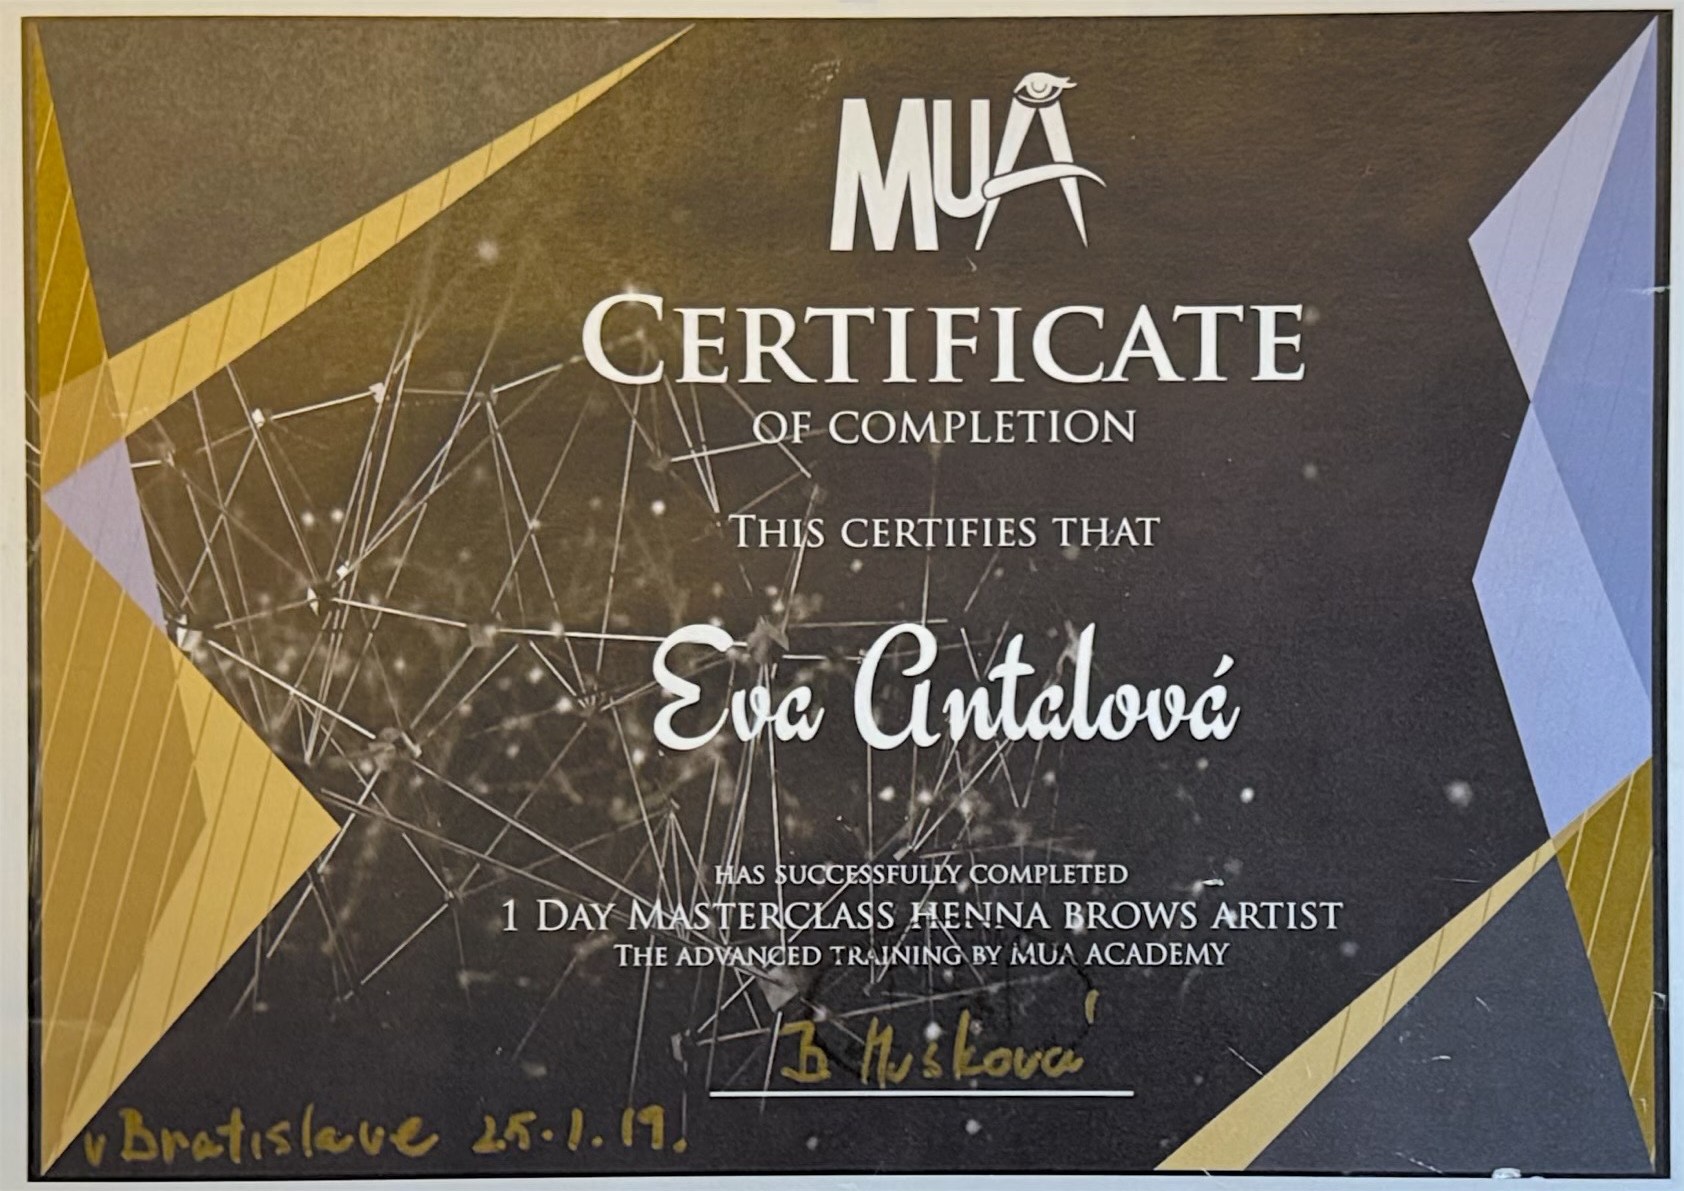 MUA
CERTIFICATE
OF COMPLETION
THIS CERTIFIES THAT
Eva Antalová
HAS SUCCESSFULLY COMPLETED
1 DAY MASTERCLASS HENNA BROWS ARTIST
THE ADVANCED TRAINING BY MUA ACADEMY
B Hušková
v Bratislave 25.1.19.